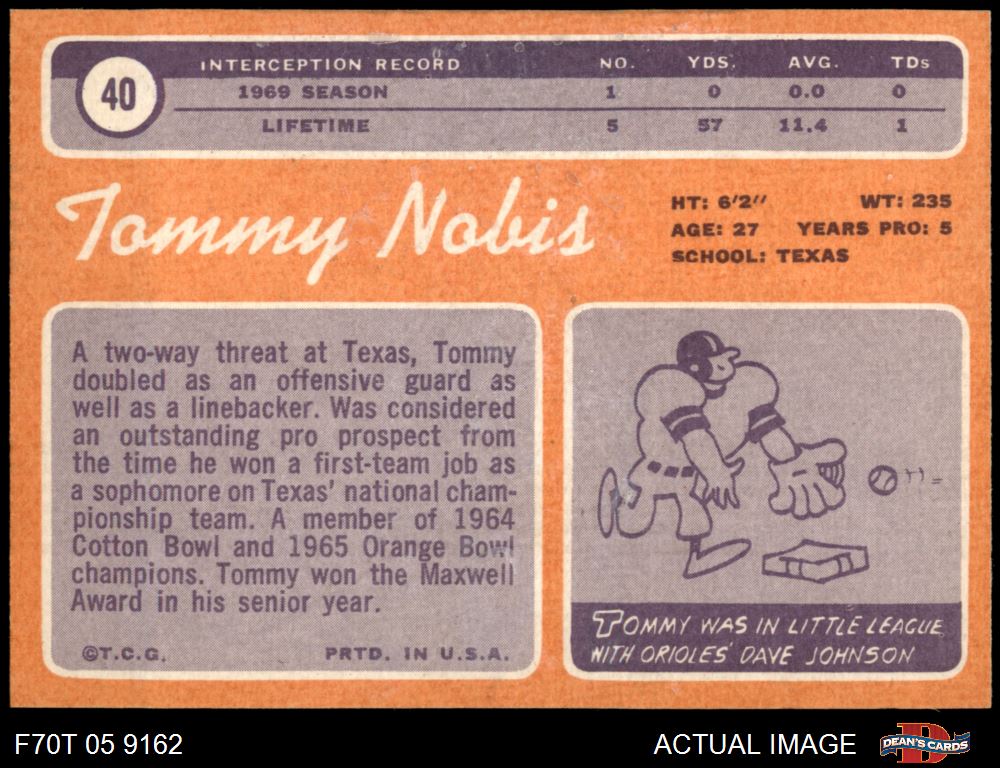 40
INTERCEPTION RECORD NO. YDS. AVG. TDs
1969 SEASON 1 0 0.0 0
LIFETIME 5 57 11.4 1
Tommy Nobis
HT: 6'2" WT: 235
AGE: 27 YEARS PRO: 5
SCHOOL: TEXAS
A two-way threat at Texas, Tommy
doubled as an offensive guard as
well as a linebacker. Was considered
an outstanding pro prospect from
the time he won a first-team job as
a sophomore on Texas' national cham-
pionship team. A member of 1964
Cotton Bowl and 1965 Orange Bowl
champions. Tommy won the Maxwell
Award in his senior year.
©T.C.G. PRTD. IN U.S.A.
TOMMY WAS IN LITTLE LEAGUE
WITH ORIOLES' DAVE JOHNSON
F70T 05 9162 ACTUAL IMAGE
D
DEAN'S CARDS